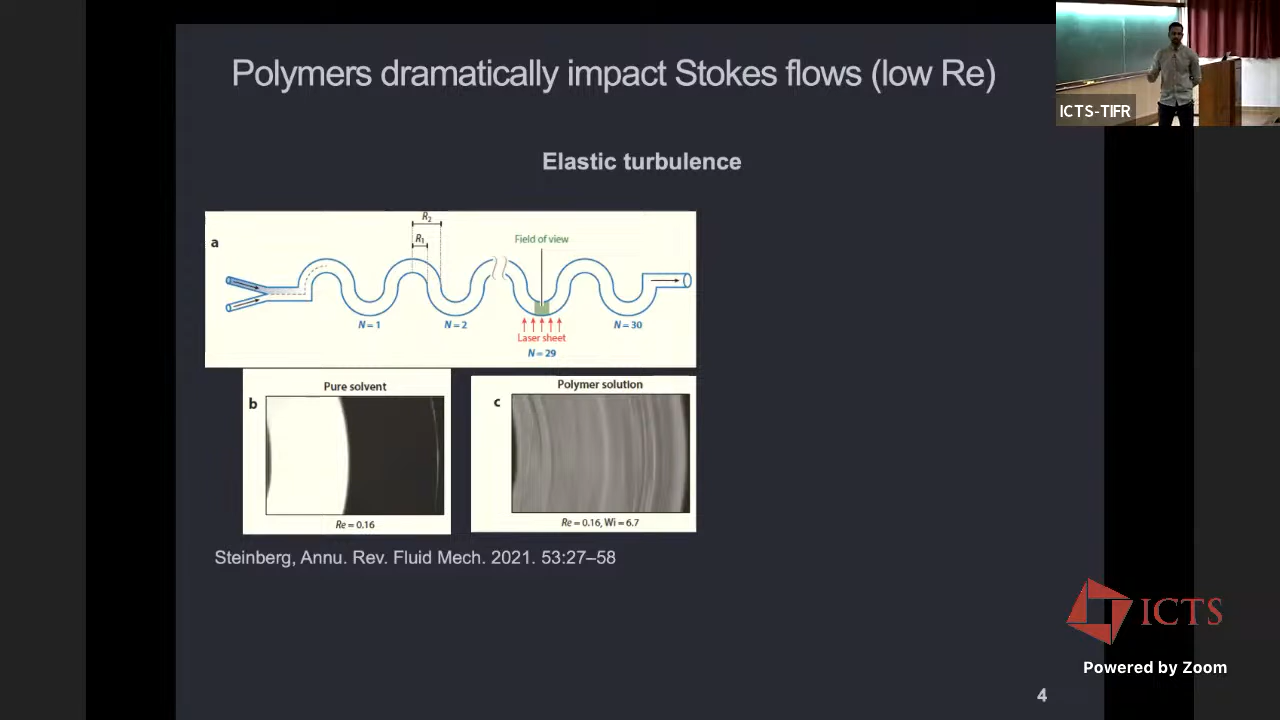 Polymers dramatically impact Stokes flows (low Re)
ICTS-TIFR
Elastic turbulence
a
R2
R1
Field of view
N = 1
N = 2
Laser sheet
N = 29
N = 30
Pure solvent
b
Re = 0.16
Polymer solution
c
Re = 0.16, Wi = 6.7
Steinberg, Annu. Rev. Fluid Mech. 2021. 53:27–58
ICTS
Powered by Zoom
4